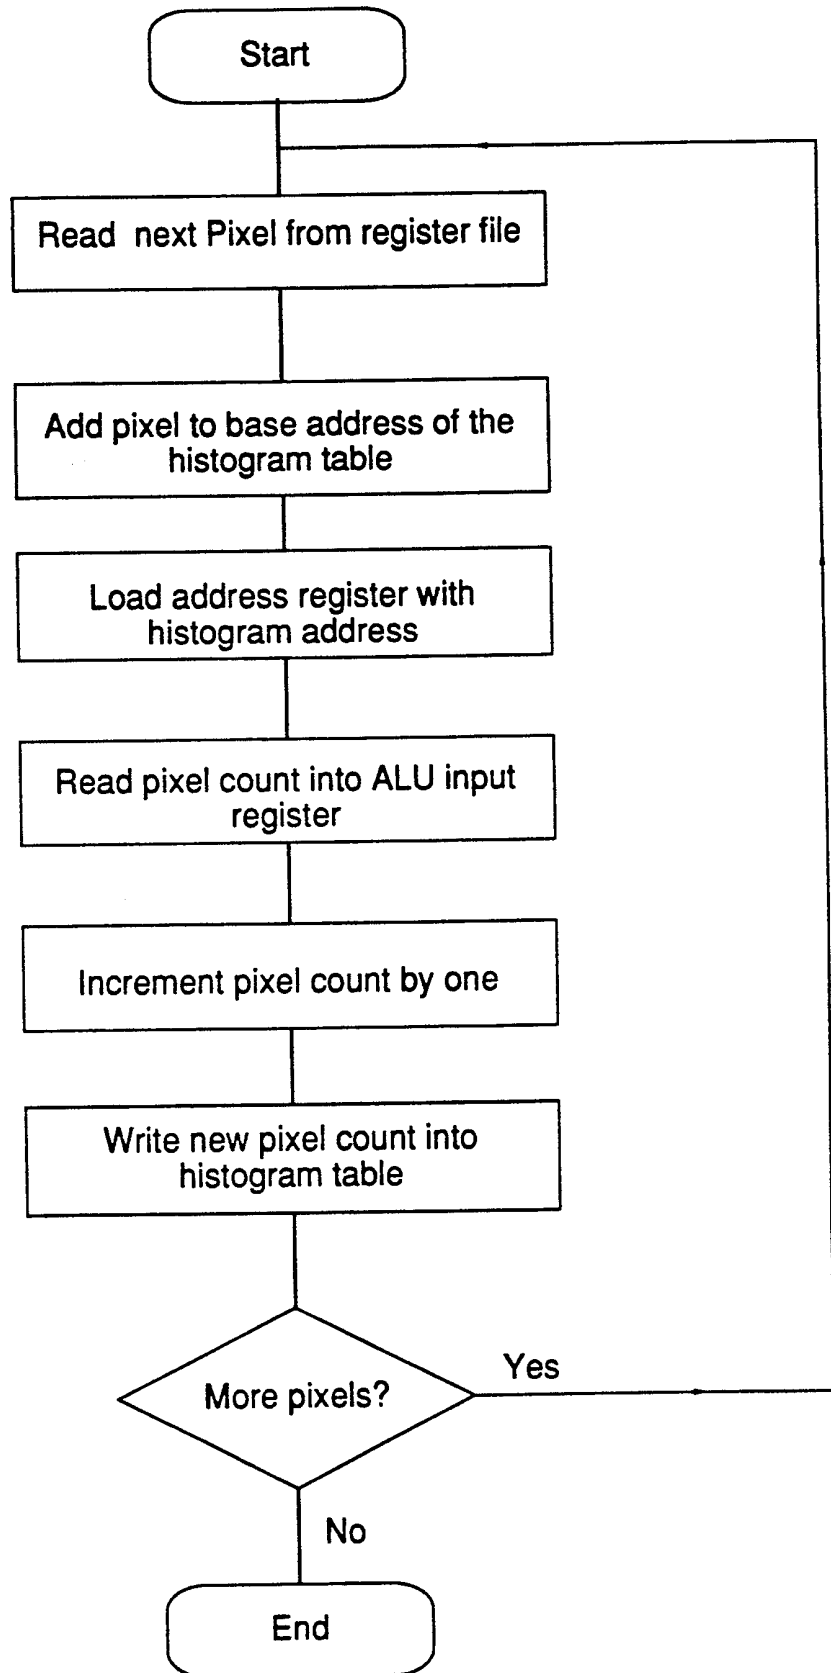 Start
Read next Pixel from register file
Add pixel to base address of the
histogram table
Load address register with
histogram address
Read pixel count into ALU input
register
Increment pixel count by one
Write new pixel count into
histogram table
More pixels?
Yes
No
End